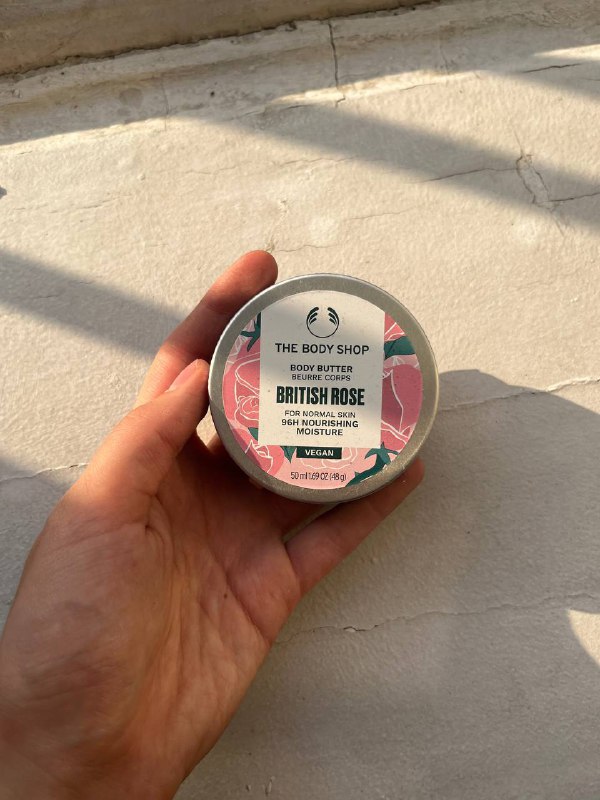 THE BODY SHOP
BODY BUTTER
BEURRE CORPS
BRITISH ROSE
FOR NORMAL SKIN
96H NOURISHING
MOISTURE
VEGAN
50 ml 1.69 OZ (48 g)